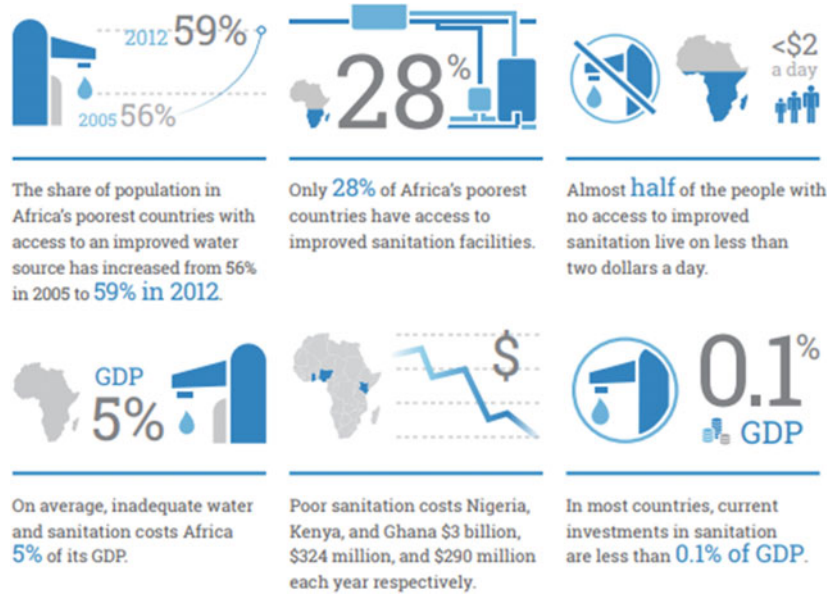 2012 59%
2005 56%
The share of population in
Africa's poorest countries with
access to an improved water
source has increased from 56%
in 2005 to 59% in 2012.
28%
Only 28% of Africa's poorest
countries have access to
improved sanitation facilities.
<$2
a day
Almost half of the people with
no access to improved
sanitation live on less than
two dollars a day.
GDP
5%
On average, inadequate water
and sanitation costs Africa
5% of its GDP.
$
Poor sanitation costs Nigeria,
Kenya, and Ghana $3 billion,
$324 million, and $290 million
each year respectively.
0.1%
GDP
In most countries, current
investments in sanitation
are less than 0.1% of GDP.